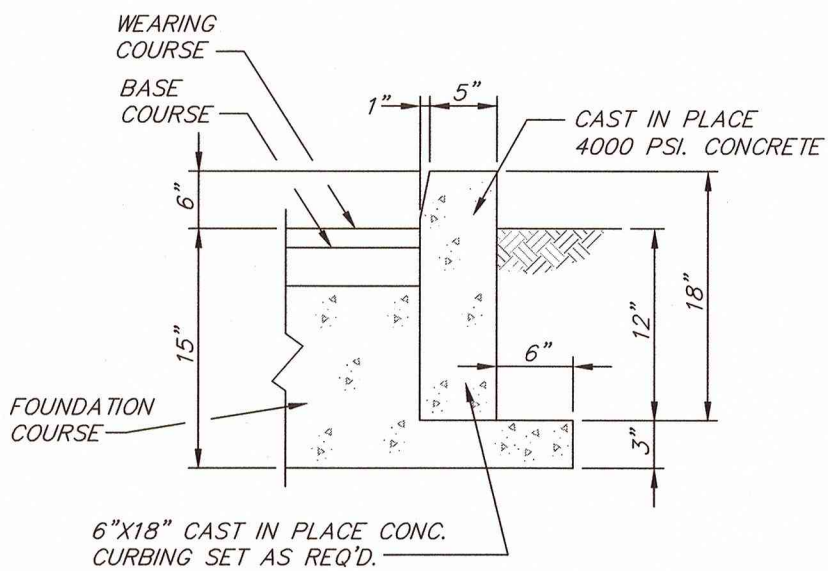 WEARING
COURSE
BASE
COURSE
1"
5"
CAST IN PLACE
4000 PSI. CONCRETE
6"
15"
12"
18"
6"
3"
FOUNDATION
COURSE
6"X18" CAST IN PLACE CONC.
CURBING SET AS REQ'D.